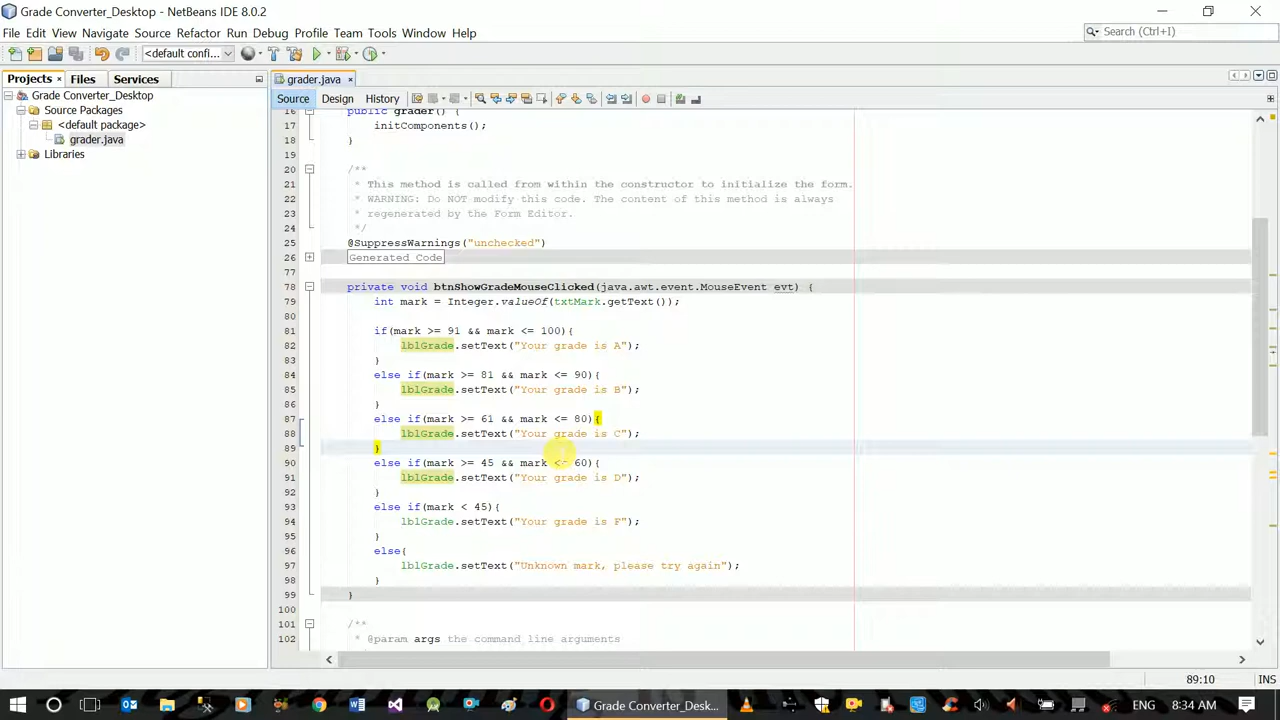 Grade Converter_Desktop - NetBeans IDE 8.0.2
File Edit View Navigate Source Refactor Run Debug Profile Team Tools Window Help
Search (Ctrl+I)
<default confi...
Projects Files Services
Grade Converter_Desktop
Source Packages
<default package>
grader.java
Libraries
grader.java
Source Design History
16 public grader() {
17 initComponents();
18 }
19
20 /**
21 * This method is called from within the constructor to initialize the form.
22 * WARNING: Do NOT modify this code. The content of this method is always
23 * regenerated by the Form Editor.
24 */
25 @SuppressWarnings("unchecked")
26 Generated Code
77
78 private void btnShowGradeMouseClicked(java.awt.event.MouseEvent evt) {
79 int mark = Integer.valueOf(txtMark.getText());
80
81 if(mark >= 91 && mark <= 100){
82 lblGrade.setText("Your grade is A");
83 }
84 else if(mark >= 81 && mark <= 90){
85 lblGrade.setText("Your grade is B");
86 }
87 else if(mark >= 61 && mark <= 80){
88 lblGrade.setText("Your grade is C");
89 }
90 else if(mark >= 45 && mark <= 60){
91 lblGrade.setText("Your grade is D");
92 }
93 else if(mark < 45){
94 lblGrade.setText("Your grade is F");
95 }
96 else{
97 lblGrade.setText("Unknown mark, please try again");
98 }
99 }
100
101 /**
102 * @param args the command line arguments
89:10 INS
Grade Converter_Desk...
ENG 8:34 AM